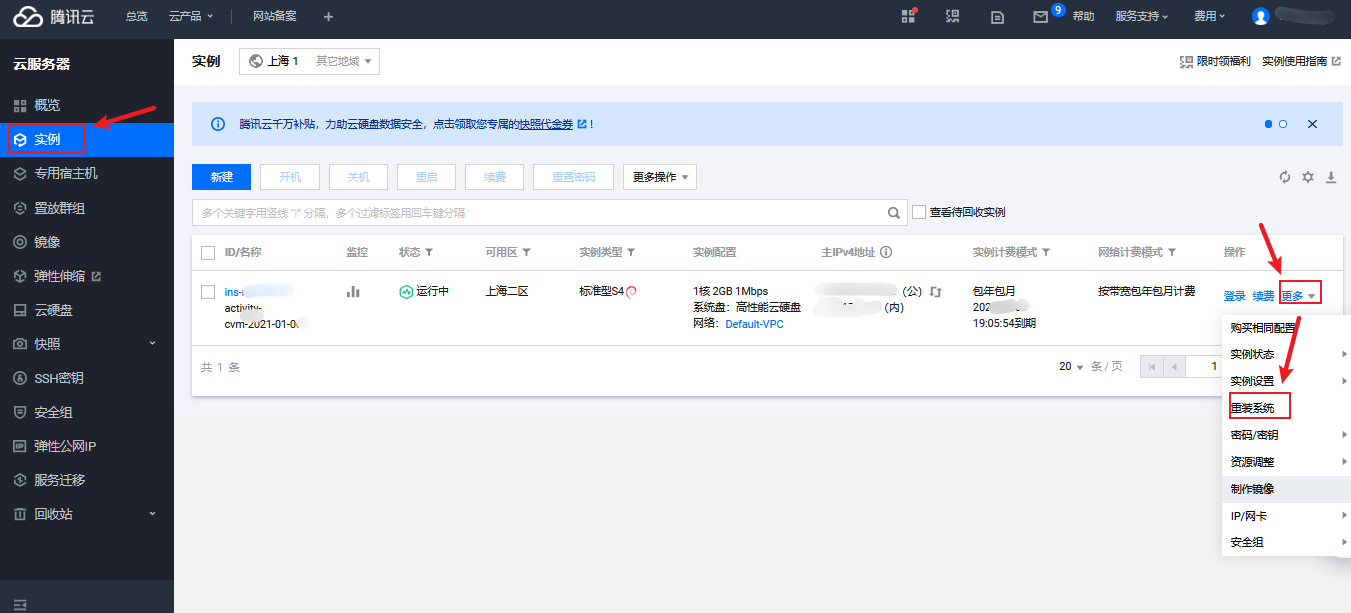 腾讯云 总览 云产品 网站备案 + 9 帮助 服务支持 费用
云服务器
概览
实例
专用宿主机
置放群组
镜像
弹性伸缩
云硬盘
快照
SSH密钥
安全组
弹性公网IP
服务迁移
回收站
实例 上海 1 其它地域 限时领福利 实例使用指南
腾讯云千万补贴，力助云硬盘数据安全，点击领取您专属的快照代金券 !
新建 开机 关机 重启 续费 重置密码 更多操作
多个关键字用竖线 "|" 分隔，多个过滤标签用回车键分隔 查看待回收实例
ID/名称 监控 状态 可用区 实例类型 实例配置 主IPv4地址 实例计费模式 网络计费模式 操作
ins-
activity-
cvm-2021-01-0
运行中
上海二区
标准型S4
1核 2GB 1Mbps
系统盘：高性能云硬盘
网络：Default-VPC
(公)
(内)
包年包月
202
19:05:54到期
按带宽包年包月计费
登录 续费 更多
共 1 条 20 条 / 页 1
购买相同配置
实例状态
实例设置
重装系统
密码/密钥
资源调整
制作镜像
IP/网卡
安全组